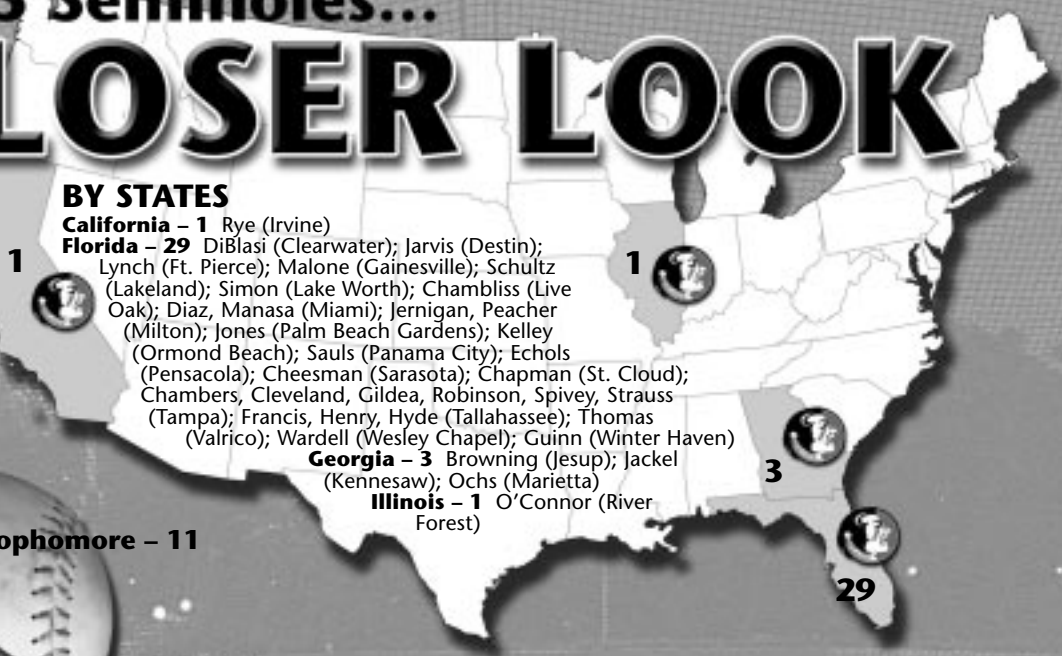 Seminoles...
LOSER LOOK
BY STATES
California – 1 Rye (Irvine)
Florida – 29 DiBlasi (Clearwater); Jarvis (Destin);
Lynch (Ft. Pierce); Malone (Gainesville); Schultz
(Lakeland); Simon (Lake Worth); Chambliss (Live
Oak); Diaz, Manasa (Miami); Jernigan, Peacher
(Milton); Jones (Palm Beach Gardens); Kelley
(Ormond Beach); Sauls (Panama City); Echols
(Pensacola); Cheesman (Sarasota); Chapman (St. Cloud);
Chambers, Cleveland, Gildea, Robinson, Spivey, Strauss
(Tampa); Francis, Henry, Hyde (Tallahassee); Thomas
(Valrico); Wardell (Wesley Chapel); Guinn (Winter Haven)
Georgia – 3 Browning (Jesup); Jackel
(Kennesaw); Ochs (Marietta)
Illinois – 1 O'Connor (River
Forest)
1
1
3
29
ophomore – 11